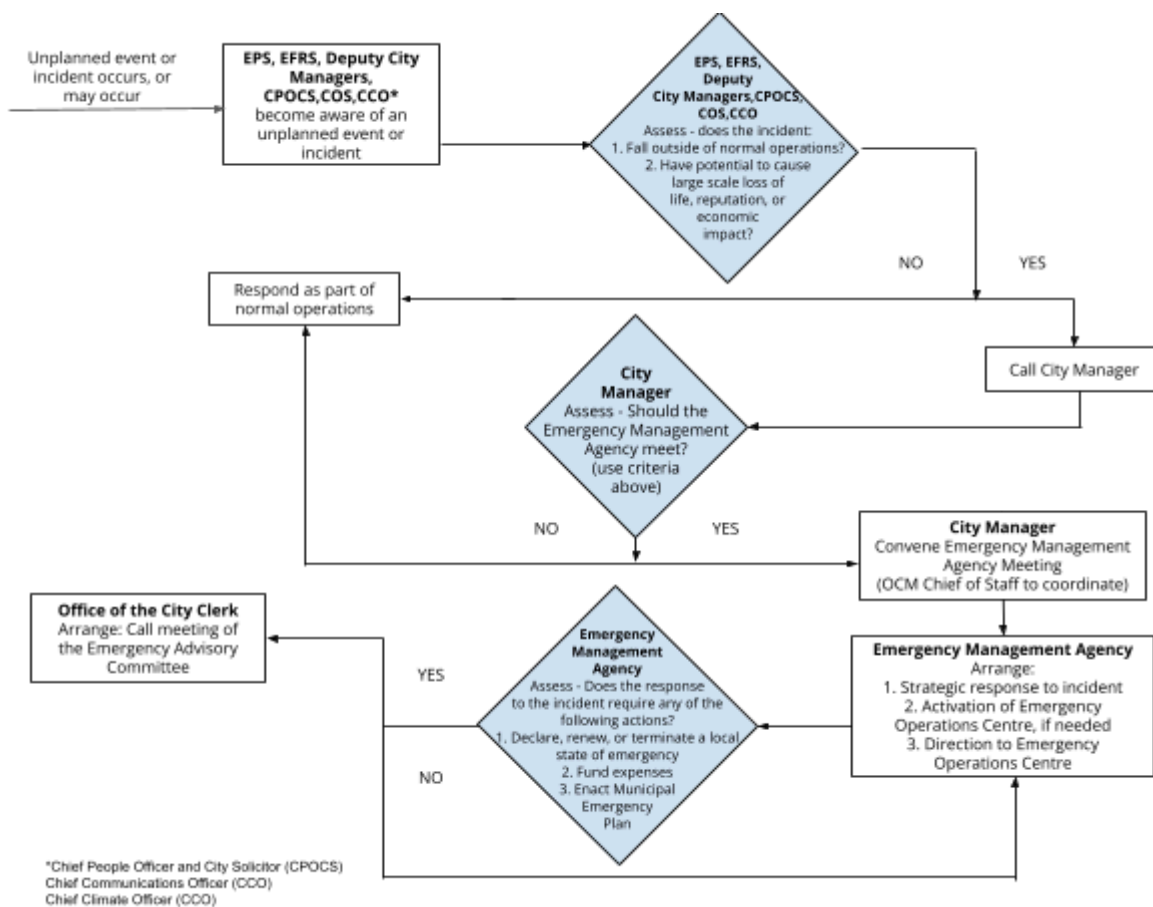 Unplanned event or
incident occurs, or
may occur
EPS, EFRS, Deputy City
Managers,
CPOCS,COS,CCO*
become aware of an
unplanned event or
incident
EPS, EFRS,
Deputy
City Managers,CPOCS,
COS,CCO
Assess - does the incident:
1. Fall outside of normal operations?
2. Have potential to cause
large scale loss of
life, reputation, or
economic
impact?
NO
YES
Respond as part of
normal operations
Call City Manager
City
Manager
Assess - Should the
Emergency Management
Agency meet?
(use criteria
above)
NO
YES
City Manager
Convene Emergency Management
Agency Meeting
(OCM Chief of Staff to coordinate)
Office of the City Clerk
Arrange: Call meeting of
the Emergency Advisory
Committee
YES
NO
Emergency
Management
Agency
Assess - Does the response
to the incident require any of the
following actions?
1. Declare, renew, or terminate a local
state of emergency
2. Fund expenses
3. Enact Municipal
Emergency
Plan
Emergency Management Agency
Arrange:
1. Strategic response to incident
2. Activation of Emergency
Operations Centre, if needed
3. Direction to Emergency
Operations Centre
*Chief People Officer and City Solicitor (CPOCS)
Chief Communications Officer (CCO)
Chief Climate Officer (CCO)